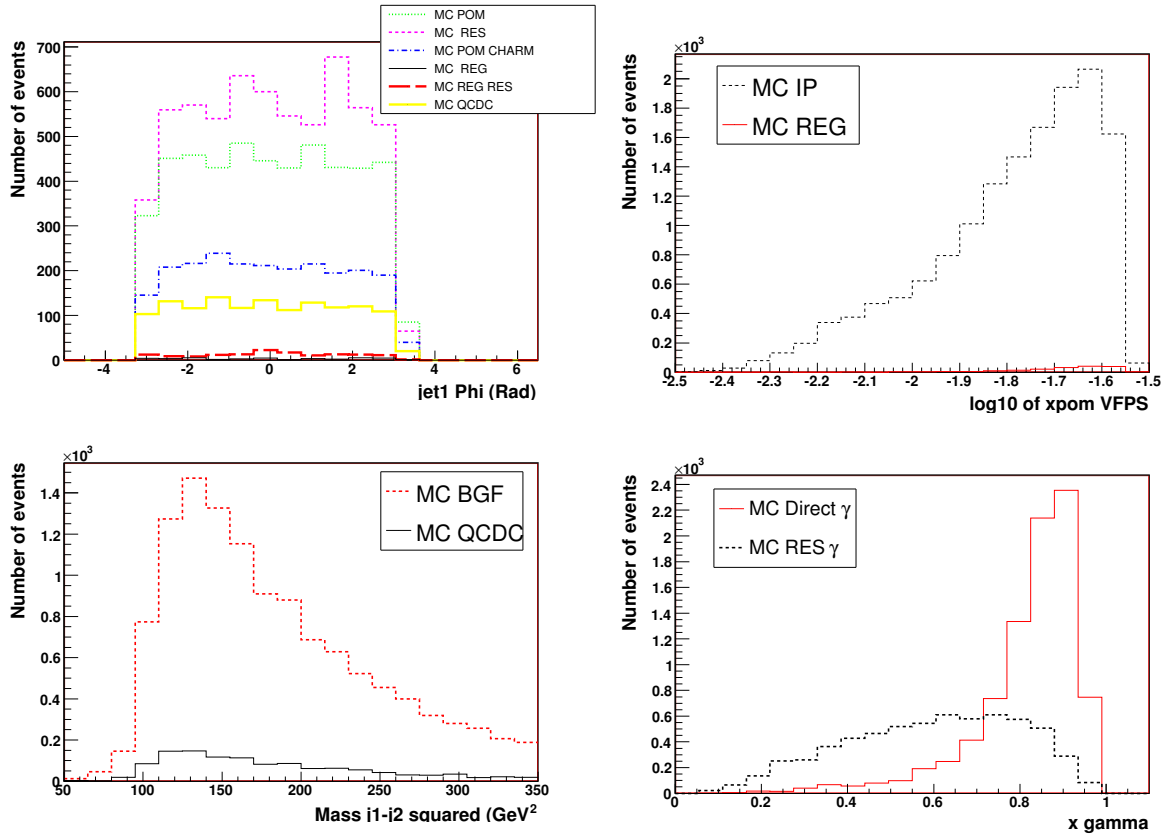 MC POM
MC RES
MC POM CHARM
MC REG
MC REG RES
MC QCDC
Number of events
700
600
500
400
300
200
100
0
-4 -2 0 2 4 6
jet1 Phi (Rad)
×10³
MC IP
MC REG
Number of events
2
1.8
1.6
1.4
1.2
1
0.8
0.6
0.4
0.2
0
-2.5 -2.4 -2.3 -2.2 -2.1 -2 -1.9 -1.8 -1.7 -1.6 -1.5
log10 of xpom VFPS
×10³
MC BGF
MC QCDC
Number of events
1.4
1.2
1
0.8
0.6
0.4
0.2
0
50 100 150 200 250 300 350
Mass j1-j2 squared (GeV²
×10³
MC Direct γ
MC RES γ
Number of events
2.4
2.2
2
1.8
1.6
1.4
1.2
1
0.8
0.6
0.4
0.2
0
0 0.2 0.4 0.6 0.8 1
x gamma